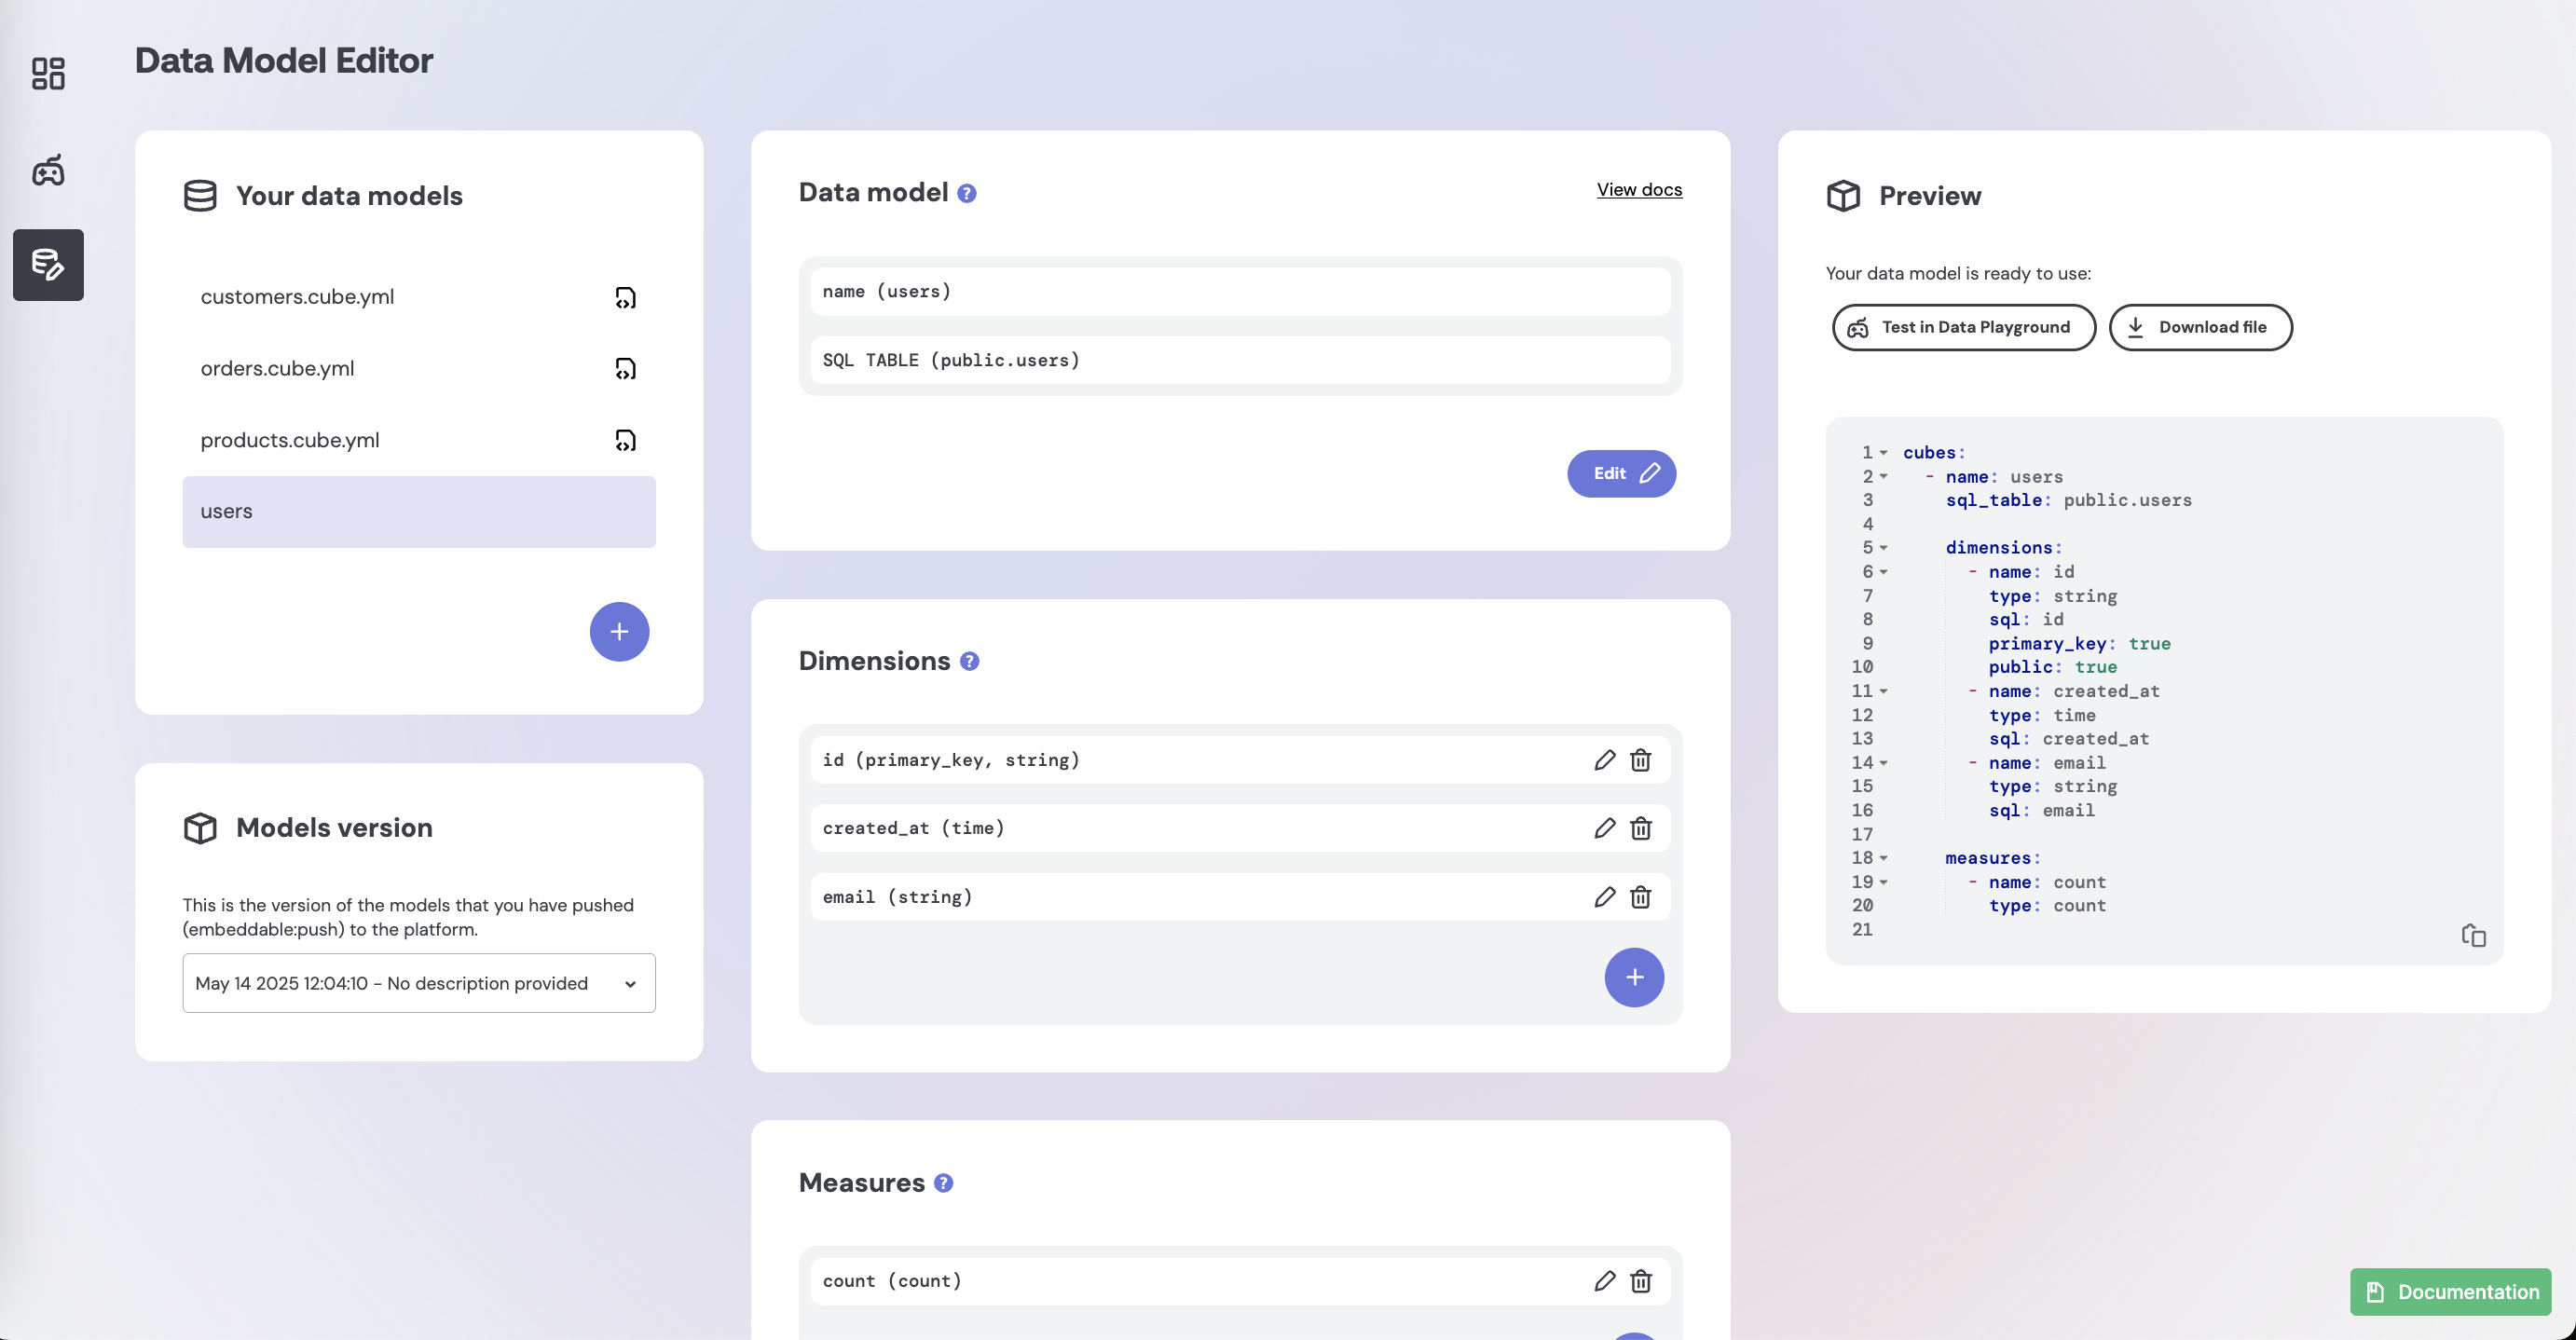 Data Model Editor
Your data models
customers.cube.yml
orders.cube.yml
products.cube.yml
users
+
Models version
This is the version of the models that you have pushed
(embeddable:push) to the platform.
May 14 2025 12:04:10 - No description provided
Data model ?
View docs
name (users)
SQL TABLE (public.users)
Edit
Dimensions ?
id (primary_key, string)
created_at (time)
email (string)
+
Measures ?
count (count)
Preview
Your data model is ready to use:
Test in Data Playground
Download file
1 cubes:
2 - name: users
3 sql_table: public.users
4
5 dimensions:
6 - name: id
7 type: string
8 sql: id
9 primary_key: true
10 public: true
11 - name: created_at
12 type: time
13 sql: created_at
14 - name: email
15 type: string
16 sql: email
17
18 measures:
19 - name: count
20 type: count
21
Documentation